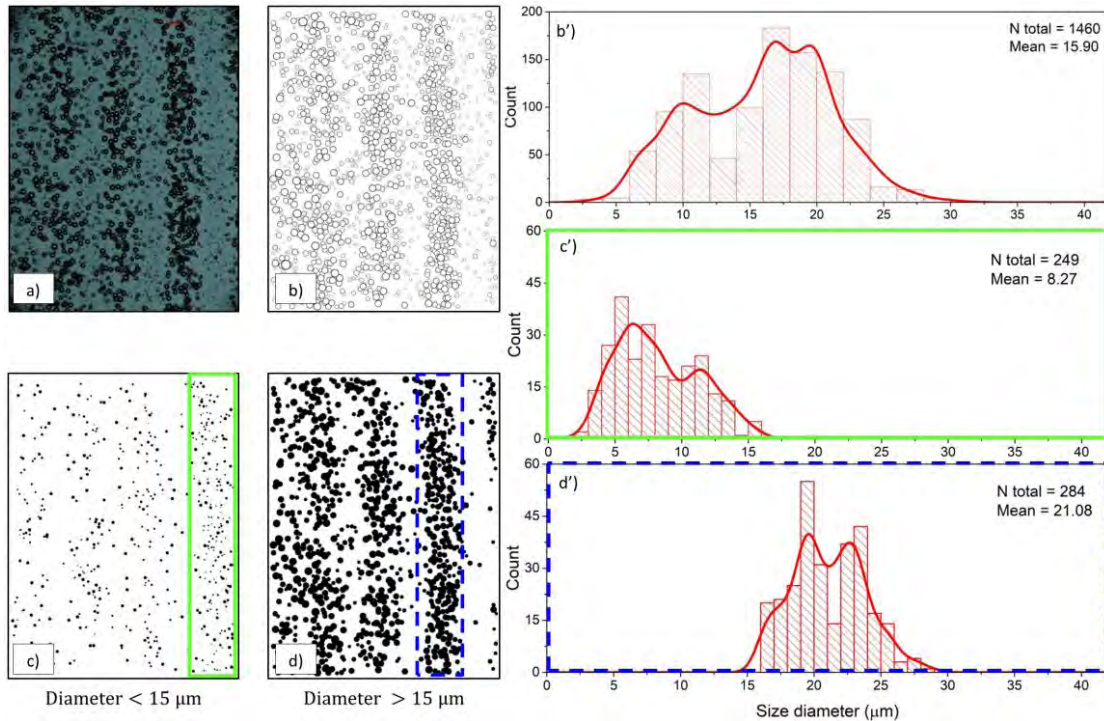 a)
b)
b')
N total = 1460
Mean = 15.90
Count
200
150
100
50
0
0 5 10 15 20 25 30 35 40
c')
N total = 249
Mean = 8.27
Count
60
45
30
15
0
0 5 10 15 20 25 30 35 40
c)
Diameter < 15 μm
d)
Diameter > 15 μm
d')
N total = 284
Mean = 21.08
Count
60
45
30
15
0
0 5 10 15 20 25 30 35 40
Size diameter (μm)